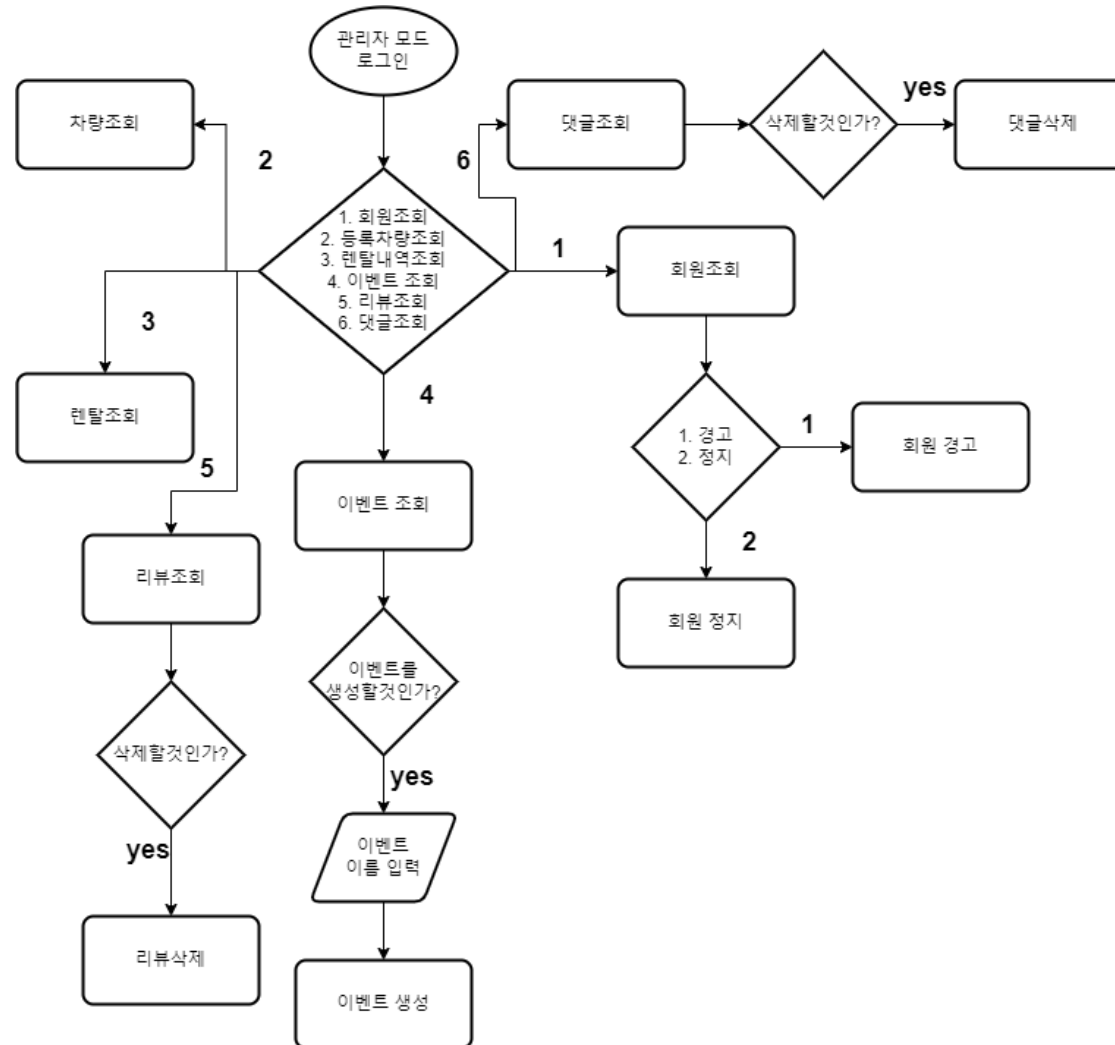 관리자 모드
로그인
차량조회
댓글조회
삭제할것인가?
yes
댓글삭제
2
6
1. 회원조회
2. 등록차량조회
3. 렌탈내역조회
4. 이벤트 조회
5. 리뷰조회
6. 댓글조회
1
회원조회
3
렌탈조회
4
1. 경고
2. 정지
1
회원 경고
5
이벤트 조회
2
리뷰조회
회원 정지
이벤트를
생성할것인가?
삭제할것인가?
yes
yes
이벤트
이름 입력
리뷰삭제
이벤트 생성